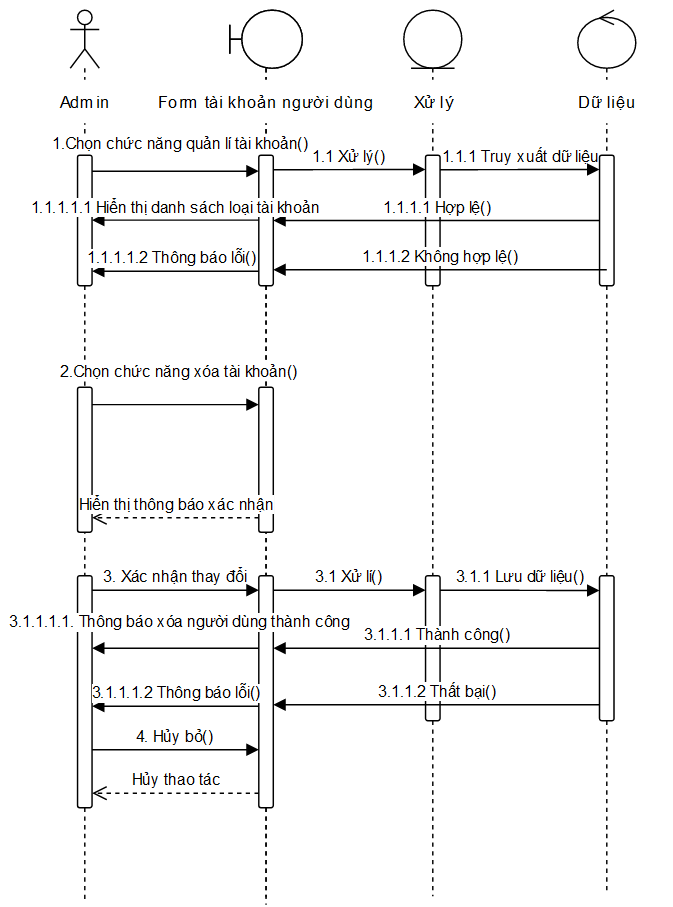 Admin
Form tài khoản người dùng
Xử lý
Dữ liệu
1.Chọn chức năng quản lí tài khoản()
1.1 Xử lý()
1.1.1 Truy xuất dữ liệu
1.1.1.1.1 Hiển thị danh sách loại tài khoản
1.1.1.1 Hợp lệ()
1.1.1.1.2 Thông báo lỗi()
1.1.1.2 Không hợp lệ()
2.Chọn chức năng xóa tài khoản()
Hiển thị thông báo xác nhận
3. Xác nhận thay đổi
3.1 Xử lí()
3.1.1 Lưu dữ liệu()
3.1.1.1.1. Thông báo xóa người dùng thành công
3.1.1.1 Thành công()
3.1.1.1.2 Thông báo lỗi()
3.1.1.2 Thất bại()
4. Hủy bỏ()
Hủy thao tác